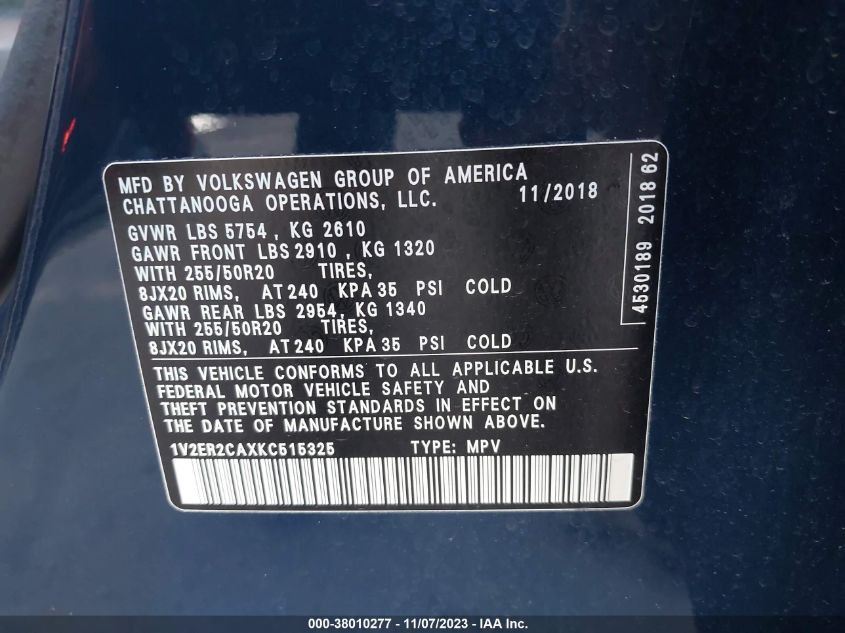 MFD BY VOLKSWAGEN GROUP OF AMERICA
CHATTANOOGA OPERATIONS, LLC. 11/2018
GVWR LBS 5754 , KG 2610
GAWR FRONT LBS 2910 , KG 1320
WITH 255/50R20 TIRES,
8JX20 RIMS, AT 240 KPA 35 PSI COLD
GAWR REAR LBS 2954, KG 1340
WITH 255/50R20 TIRES,
8JX20 RIMS, AT 240 KPA 35 PSI COLD
THIS VEHICLE CONFORMS TO ALL APPLICABLE U.S.
FEDERAL MOTOR VEHICLE SAFETY AND
THEFT PREVENTION STANDARDS IN EFFECT ON
THE DATE OF MANUFACTURE SHOWN ABOVE.
1V2ER2CAXKC515325 TYPE: MPV
4530189 2018 62
000-38010277 - 11/07/2023 - IAA Inc.